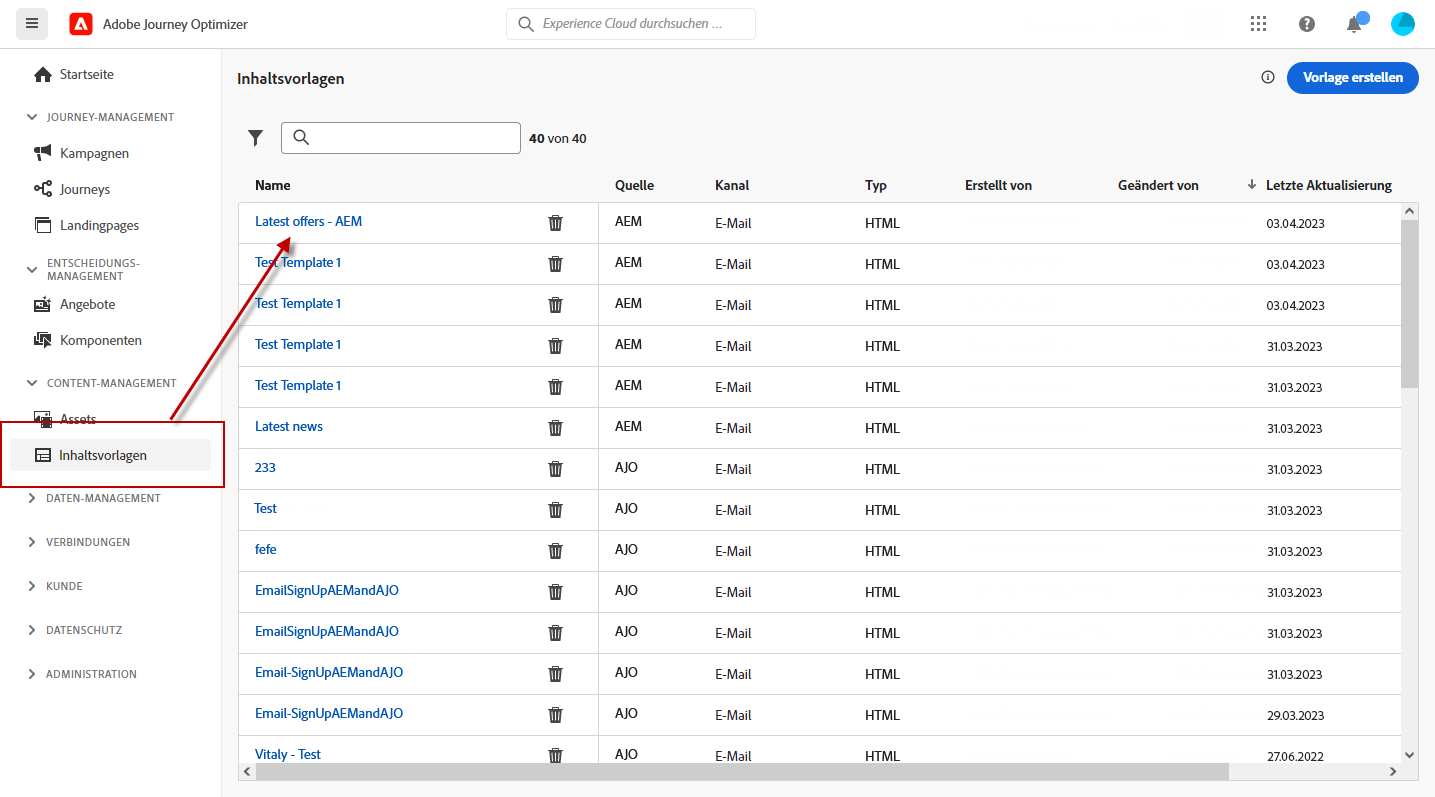 Adobe Journey Optimizer
Experience Cloud durchsuchen ...
Startseite
JOURNEY-MANAGEMENT
Kampagnen
Journeys
Landingpages
ENTSCHEIDUNGS-
MANAGEMENT
Angebote
Komponenten
CONTENT-MANAGEMENT
Assets
Inhaltsvorlagen
DATEN-MANAGEMENT
VERBINDUNGEN
KUNDE
DATENSCHUTZ
ADMINISTRATION
Inhaltsvorlagen
Vorlage erstellen
40 von 40
Name Quelle Kanal Typ Erstellt von Geändert von Letzte Aktualisierung
Latest offers - AEM AEM E-Mail HTML 03.04.2023
Test Template 1 AEM E-Mail HTML 03.04.2023
Test Template 1 AEM E-Mail HTML 03.04.2023
Test Template 1 AEM E-Mail HTML 31.03.2023
Test Template 1 AEM E-Mail HTML 31.03.2023
Latest news AEM E-Mail HTML 31.03.2023
233 AJO E-Mail HTML 31.03.2023
Test AJO E-Mail HTML 31.03.2023
fefe AJO E-Mail HTML 31.03.2023
EmailSignUpAEMandAJO AJO E-Mail HTML 31.03.2023
EmailSignUpAEMandAJO AJO E-Mail HTML 31.03.2023
Email-SignUpAEMandAJO AJO E-Mail HTML 31.03.2023
Email-SignUpAEMandAJO AJO E-Mail HTML 29.03.2023
Vitaly - Test AJO E-Mail HTML 27.06.2022